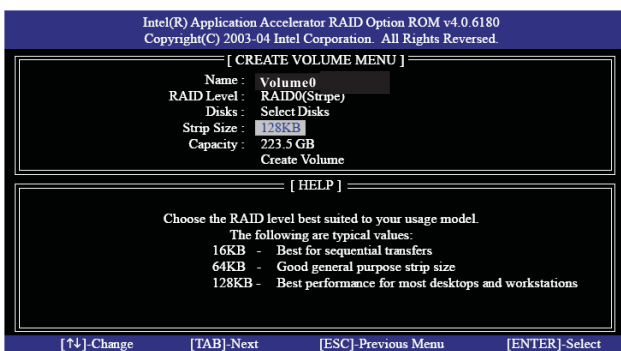 Intel(R) Application Accelerator RAID Option ROM v4.0.6180
Copyright(C) 2003-04 Intel Corporation. All Rights Reversed.
[ CREATE VOLUME MENU ]
Name : Volume0
RAID Level : RAID0(Stripe)
Disks : Select Disks
Strip Size : 128KB
Capacity : 223.5 GB
Create Volume
[ HELP ]
Choose the RAID level best suited to your usage model.
The following are typical values:
16KB - Best for sequential transfers
64KB - Good general purpose strip size
128KB - Best performance for most desktops and workstations
[↑↓]-Change [TAB]-Next [ESC]-Previous Menu [ENTER]-Select